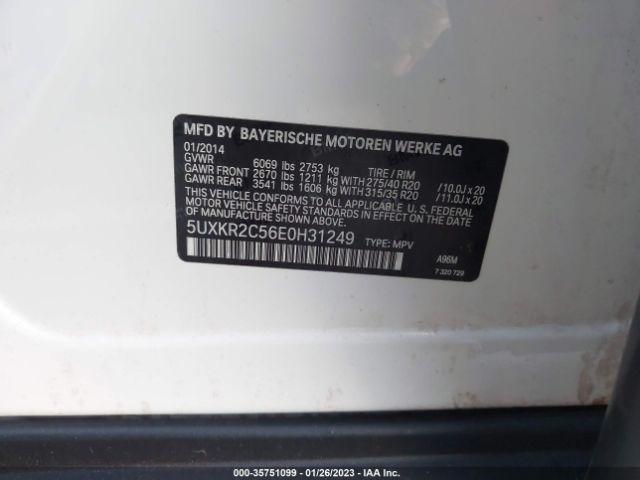 MFD BY BAYERISCHE MOTOREN WERKE AG
01/2014
GVWR 6069 lbs 2753 kg TIRE / RIM
GAWR FRONT 2670 lbs 1211 kg WITH 275/40 R20 /10.0J x 20
GAWR REAR 3541 lbs 1606 kg WITH 315/35 R20 /11.0J x 20
THIS VEHICLE CONFORMS TO ALL APPLICABLE U. S. FEDERAL
MOTOR VEHICLE SAFETY STANDARDS IN EFFECT ON THE DATE
OF MANUFACTURE SHOWN ABOVE.
5UXKR2C56E0H31249 TYPE: MPV
A96M
7 320 729
000-35751099 - 01/26/2023 - IAA Inc.